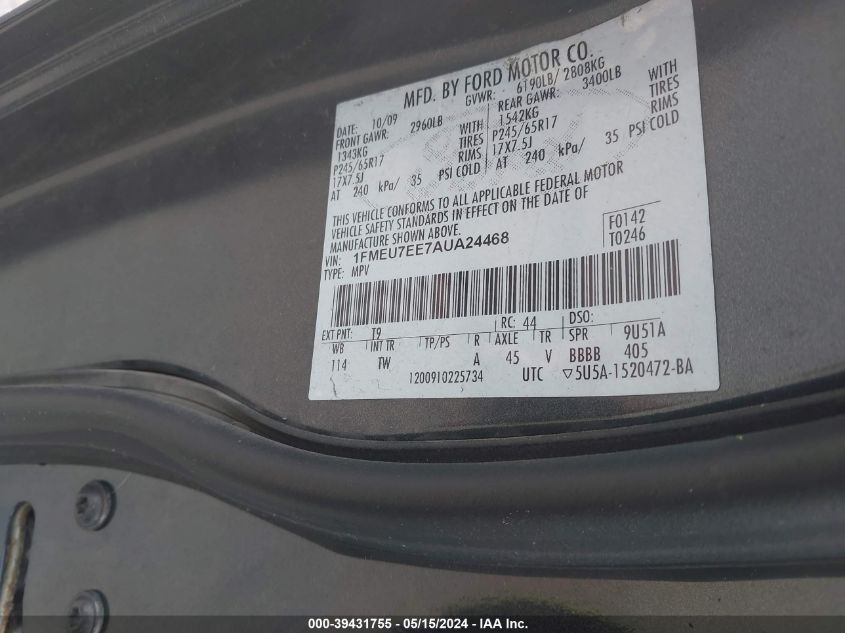 MFD. BY FORD MOTOR CO.
DATE: 10/09 GVWR: 6190LB/ 2808KG
FRONT GAWR: 2960LB REAR GAWR: 3400LB
1343KG WITH 1542KG WITH
P245/65R17 TIRES P245/65R17 TIRES
17X7.5J RIMS 17X7.5J RIMS
AT 240 kPa/ 35 PSI COLD AT 240 kPa/ 35 PSI COLD
THIS VEHICLE CONFORMS TO ALL APPLICABLE FEDERAL MOTOR
VEHICLE SAFETY STANDARDS IN EFFECT ON THE DATE OF
MANUFACTURE SHOWN ABOVE.
VIN: 1FMEU7EE7AUA24468 F0142
TYPE: MPV T0246
EXT PNT: T9 RC: 44 DSO:
WB INT TR TP/PS R AXLE TR SPR 9U51A
114 TW A 45 V BBBB 405
1200910225734 UTC ▽5U5A-1520472-BA
000-39431755 - 05/15/2024 - IAAI Inc.